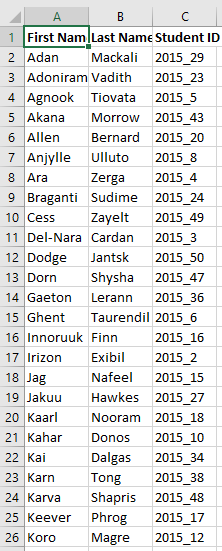 A B C
1 First Nam Last Name Student ID
2 Adan Mackali 2015_29
3 Adoniram Vadith 2015_23
4 Agnook Tiovata 2015_5
5 Akana Morrow 2015_43
6 Allen Bernard 2015_20
7 Anjylle Ulluto 2015_8
8 Ara Zerga 2015_4
9 Braganti Sudime 2015_24
10 Cess Zayelt 2015_49
11 Del-Nara Cardan 2015_3
12 Dodge Jantsk 2015_50
13 Dorn Shysha 2015_47
14 Gaeton Lerann 2015_36
15 Ghent Taurendil 2015_6
16 Innoruuk Finn 2015_16
17 Irizon Exibil 2015_2
18 Jag Nafeel 2015_15
19 Jakuu Hawkes 2015_27
20 Kaarl Nooram 2015_18
21 Kahar Donos 2015_10
22 Kai Dalgas 2015_34
23 Karn Tong 2015_38
24 Karva Shapris 2015_48
25 Keever Phrog 2015_17
26 Koro Magre 2015_12